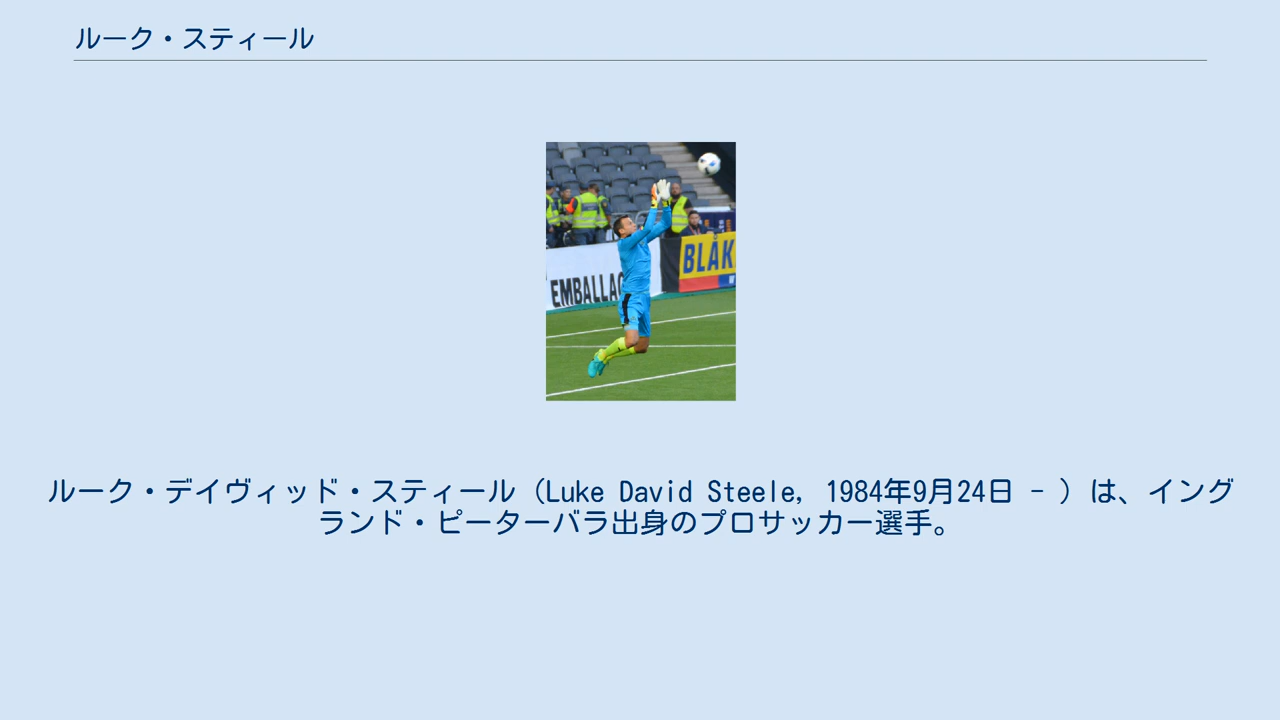 ルーク・スティール
BLÅK
EMBALLAG
ルーク・デイヴィッド・スティール（Luke David Steele, 1984年9月24日 - ）は、イング
ランド・ピーターバラ出身のプロサッカー選手。